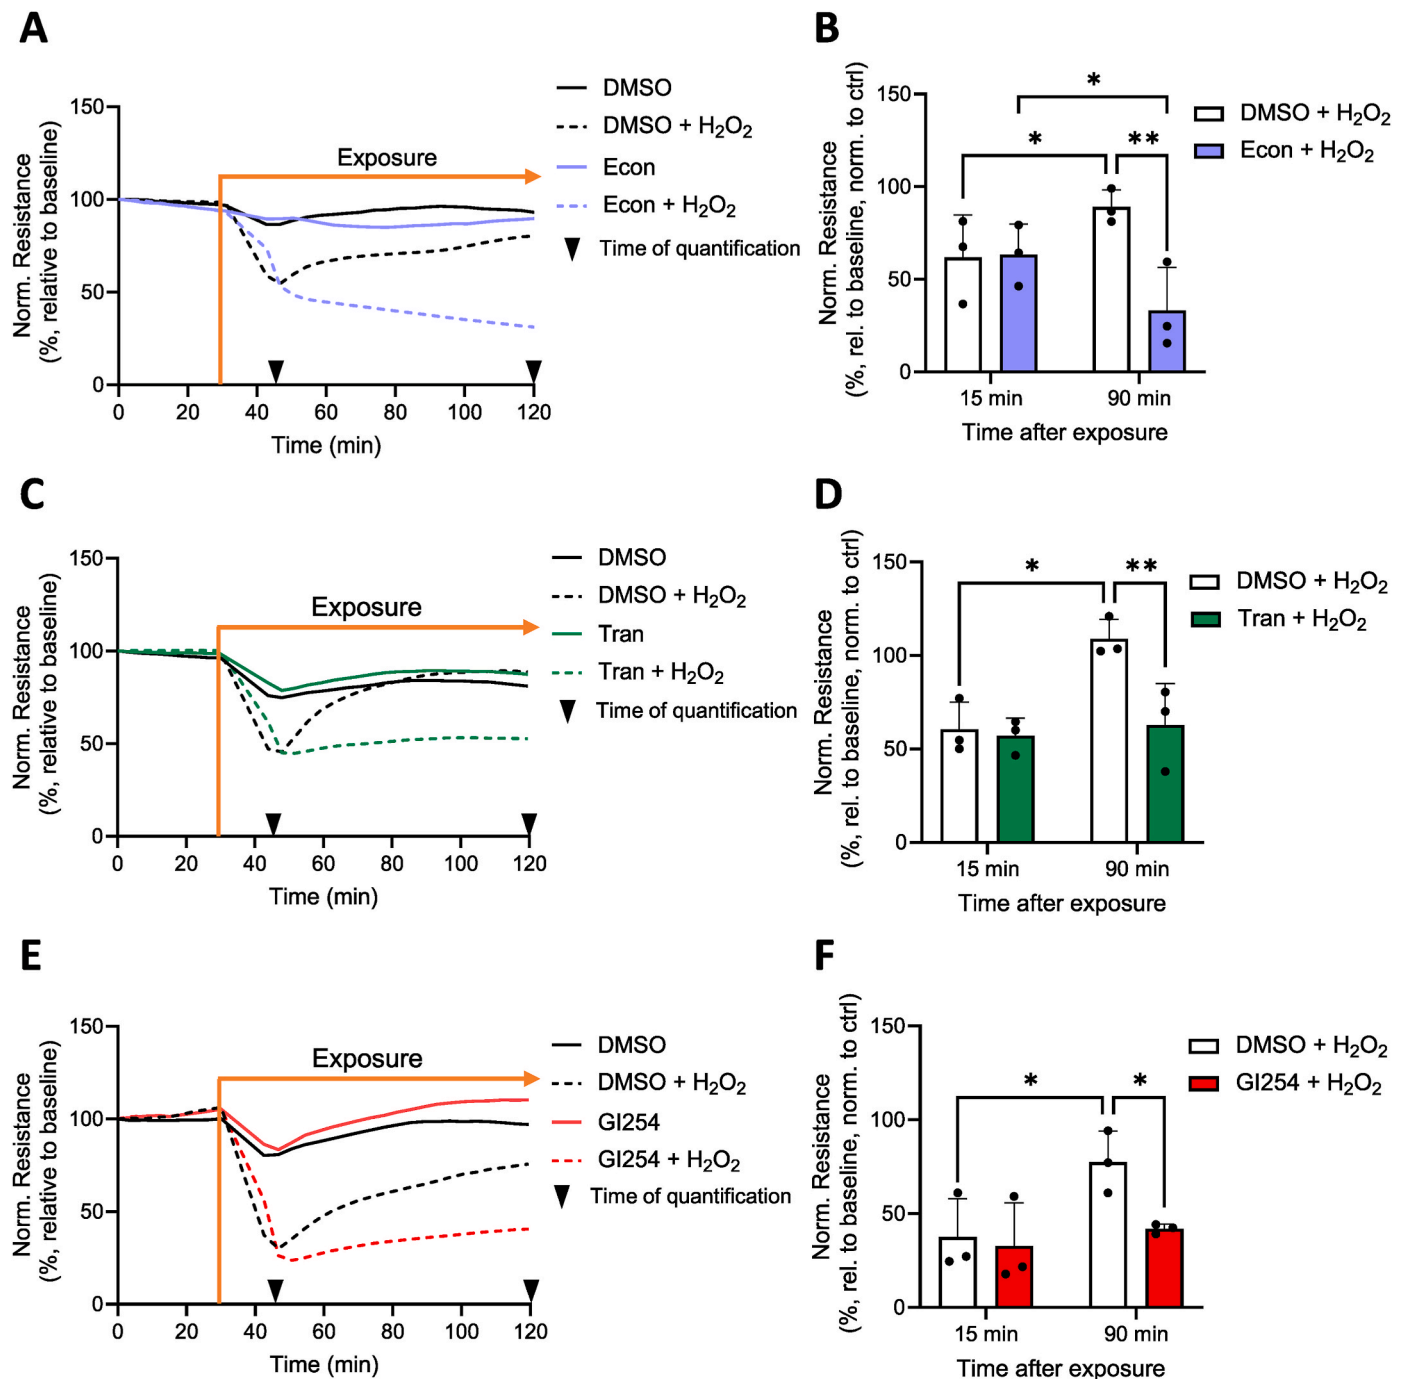 A
Norm. Resistance
(%, relative to baseline)
150
100
50
0
0 20 40 60 80 100 120
Time (min)
Exposure
DMSO
DMSO + H₂O₂
Econ
Econ + H₂O₂
Time of quantification
B
Norm. Resistance
(%, rel. to baseline, norm. to ctrl)
150
100
50
0
*
* **
15 min 90 min
Time after exposure
DMSO + H₂O₂
Econ + H₂O₂
C
Norm. Resistance
(%, relative to baseline)
150
100
50
0
0 20 40 60 80 100 120
Time (min)
Exposure
DMSO
DMSO + H₂O₂
Tran
Tran + H₂O₂
Time of quantification
D
Norm. Resistance
(%, rel. to baseline, norm. to ctrl)
150
100
50
0
* **
15 min 90 min
Time after exposure
DMSO + H₂O₂
Tran + H₂O₂
E
Norm. Resistance
(%, relative to baseline)
150
100
50
0
0 20 40 60 80 100 120
Time (min)
Exposure
DMSO
DMSO + H₂O₂
GI254
GI254 + H₂O₂
Time of quantification
F
Norm. Resistance
(%, rel. to baseline, norm. to ctrl)
150
100
50
0
* *
15 min 90 min
Time after exposure
DMSO + H₂O₂
GI254 + H₂O₂